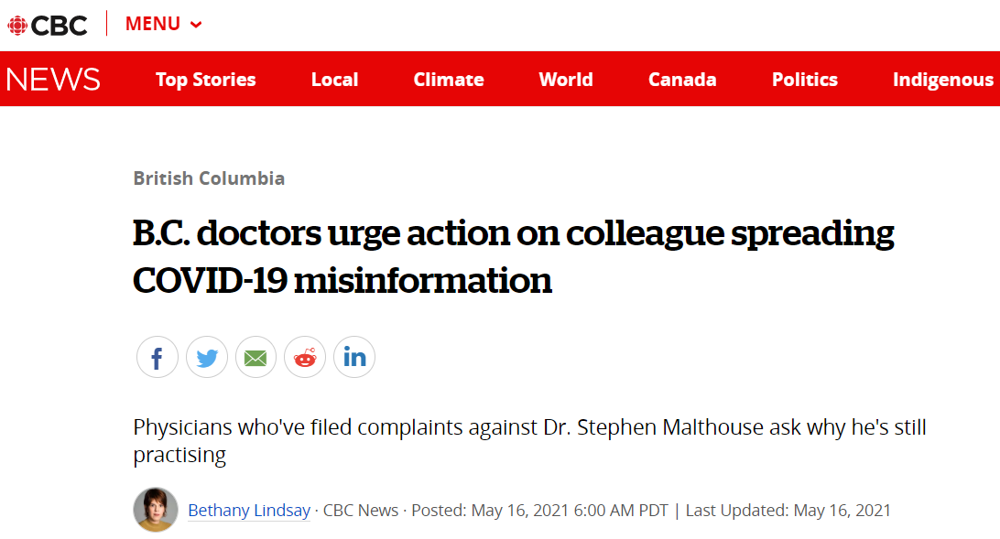 CBC MENU
NEWS Top Stories Local Climate World Canada Politics Indigenous
British Columbia
B.C. doctors urge action on colleague spreading
COVID-19 misinformation
Physicians who've filed complaints against Dr. Stephen Malthouse ask why he's still
practising
Bethany Lindsay · CBC News · Posted: May 16, 2021 6:00 AM PDT | Last Updated: May 16, 2021